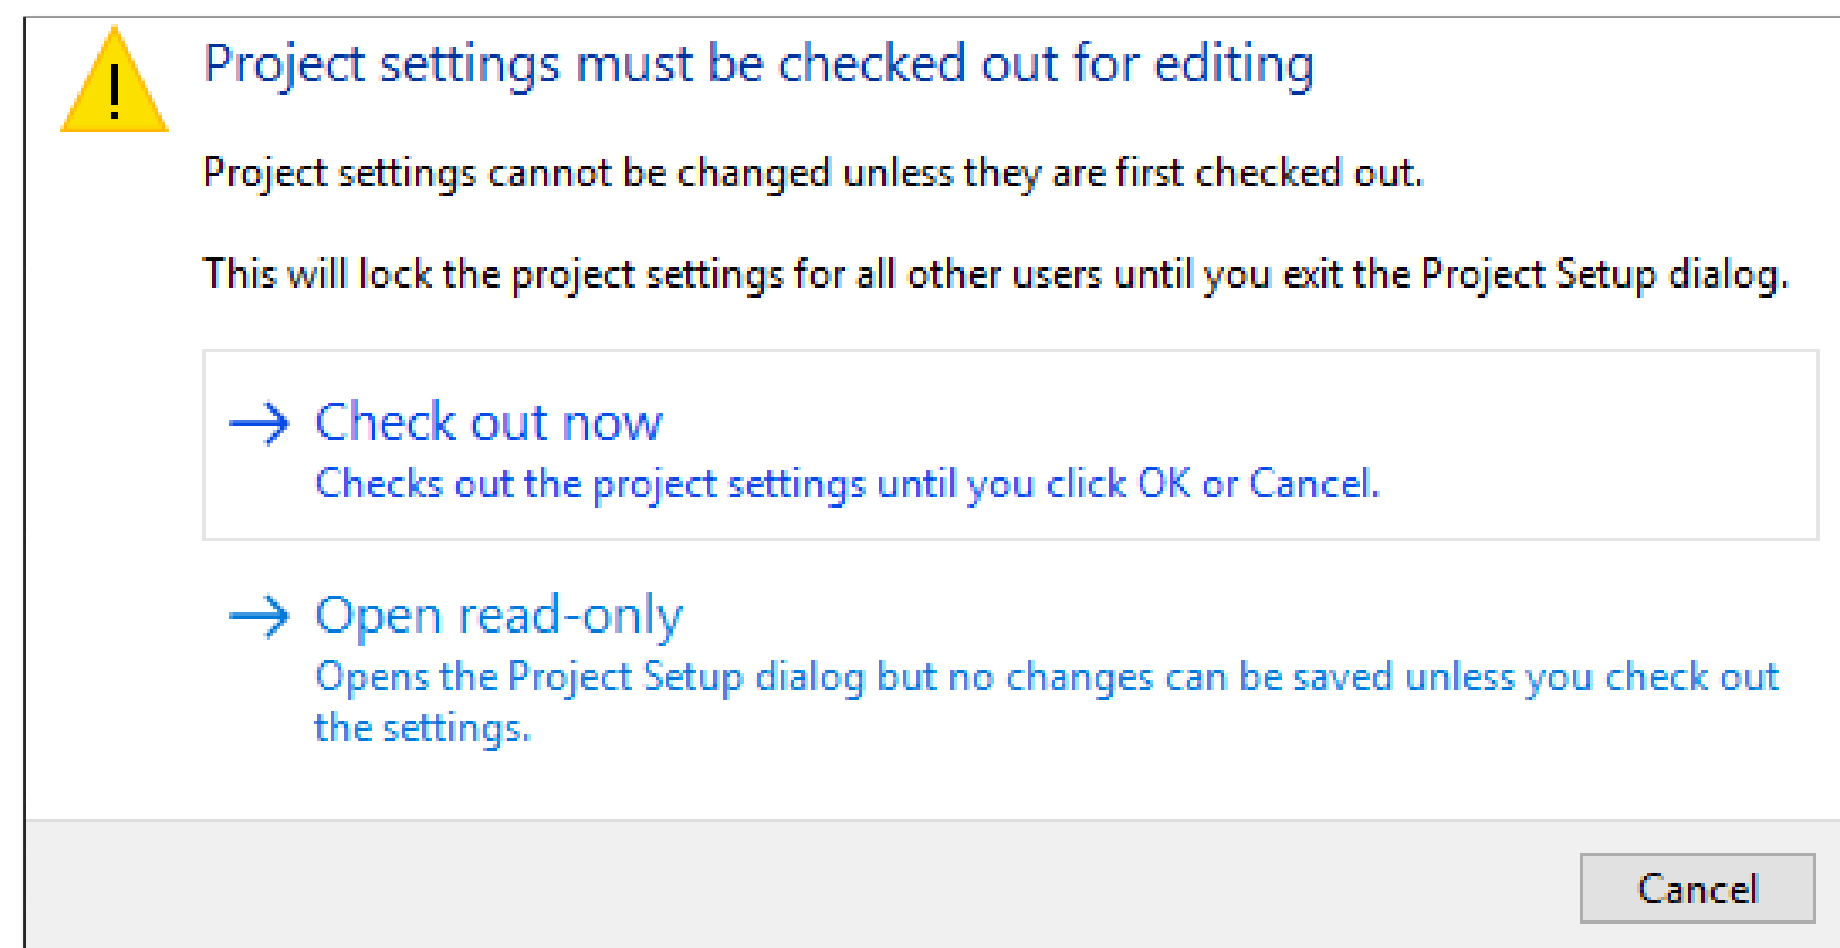 Project settings must be checked out for editing
Project settings cannot be changed unless they are first checked out.
This will lock the project settings for all other users until you exit the Project Setup dialog.
Check out now
Checks out the project settings until you click OK or Cancel.
Open read-only
Opens the Project Setup dialog but no changes can be saved unless you check out
the settings.
Cancel